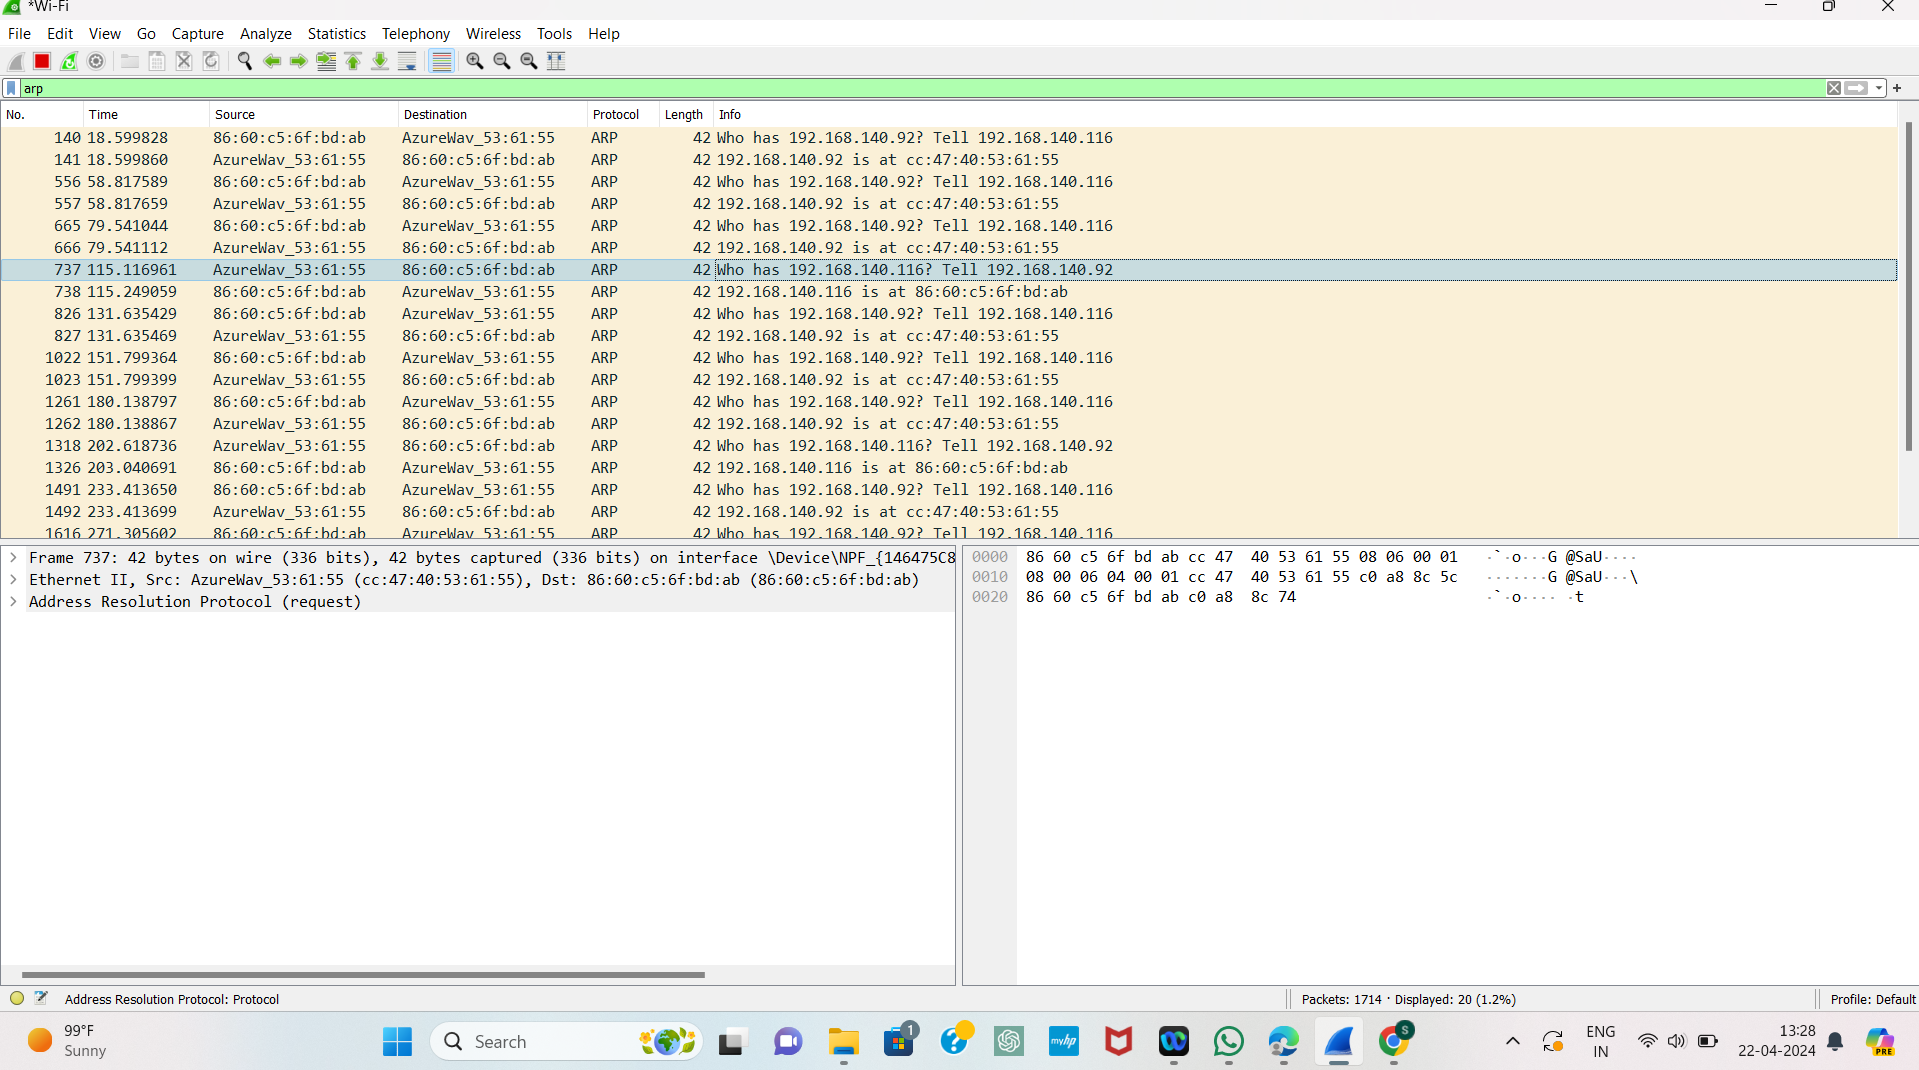 *Wi-Fi
File Edit View Go Capture Analyze Statistics Telephony Wireless Tools Help
arp
No. Time Source Destination Protocol Length Info
140 18.599828 86:60:c5:6f:bd:ab AzureWav_53:61:55 ARP 42 Who has 192.168.140.92? Tell 192.168.140.116
141 18.599860 AzureWav_53:61:55 86:60:c5:6f:bd:ab ARP 42 192.168.140.92 is at cc:47:40:53:61:55
556 58.817589 86:60:c5:6f:bd:ab AzureWav_53:61:55 ARP 42 Who has 192.168.140.92? Tell 192.168.140.116
557 58.817659 AzureWav_53:61:55 86:60:c5:6f:bd:ab ARP 42 192.168.140.92 is at cc:47:40:53:61:55
665 79.541044 86:60:c5:6f:bd:ab AzureWav_53:61:55 ARP 42 Who has 192.168.140.92? Tell 192.168.140.116
666 79.541112 AzureWav_53:61:55 86:60:c5:6f:bd:ab ARP 42 192.168.140.92 is at cc:47:40:53:61:55
737 115.116961 AzureWav_53:61:55 86:60:c5:6f:bd:ab ARP 42 Who has 192.168.140.116? Tell 192.168.140.92
738 115.249059 86:60:c5:6f:bd:ab AzureWav_53:61:55 ARP 42 192.168.140.116 is at 86:60:c5:6f:bd:ab
826 131.635429 86:60:c5:6f:bd:ab AzureWav_53:61:55 ARP 42 Who has 192.168.140.92? Tell 192.168.140.116
827 131.635469 AzureWav_53:61:55 86:60:c5:6f:bd:ab ARP 42 192.168.140.92 is at cc:47:40:53:61:55
1022 151.799364 86:60:c5:6f:bd:ab AzureWav_53:61:55 ARP 42 Who has 192.168.140.92? Tell 192.168.140.116
1023 151.799399 AzureWav_53:61:55 86:60:c5:6f:bd:ab ARP 42 192.168.140.92 is at cc:47:40:53:61:55
1261 180.138797 86:60:c5:6f:bd:ab AzureWav_53:61:55 ARP 42 Who has 192.168.140.92? Tell 192.168.140.116
1262 180.138867 AzureWav_53:61:55 86:60:c5:6f:bd:ab ARP 42 192.168.140.92 is at cc:47:40:53:61:55
1318 202.618736 AzureWav_53:61:55 86:60:c5:6f:bd:ab ARP 42 Who has 192.168.140.116? Tell 192.168.140.92
1326 203.040691 86:60:c5:6f:bd:ab AzureWav_53:61:55 ARP 42 192.168.140.116 is at 86:60:c5:6f:bd:ab
1491 233.413650 86:60:c5:6f:bd:ab AzureWav_53:61:55 ARP 42 Who has 192.168.140.92? Tell 192.168.140.116
1492 233.413699 AzureWav_53:61:55 86:60:c5:6f:bd:ab ARP 42 192.168.140.92 is at cc:47:40:53:61:55
1616 271.305602 86:60:c5:6f:bd:ab AzureWav_53:61:55 ARP 42 Who has 192.168.140.92? Tell 192.168.140.116
Frame 737: 42 bytes on wire (336 bits), 42 bytes captured (336 bits) on interface \Device\NPF_{146475C8
Ethernet II, Src: AzureWav_53:61:55 (cc:47:40:53:61:55), Dst: 86:60:c5:6f:bd:ab (86:60:c5:6f:bd:ab)
Address Resolution Protocol (request)
0000 86 60 c5 6f bd ab cc 47 40 53 61 55 08 06 00 01 ·`·o···G @SaU····
0010 08 00 06 04 00 01 cc 47 40 53 61 55 c0 a8 8c 5c ·······G @SaU···\
0020 86 60 c5 6f bd ab c0 a8 8c 74 ·`·o···· ·t
Address Resolution Protocol: Protocol
Packets: 1714 · Displayed: 20 (1.2%)
Profile: Default
99°F
Sunny
Search
1
myhp
S
ENG
IN
13:28
22-04-2024
PRE